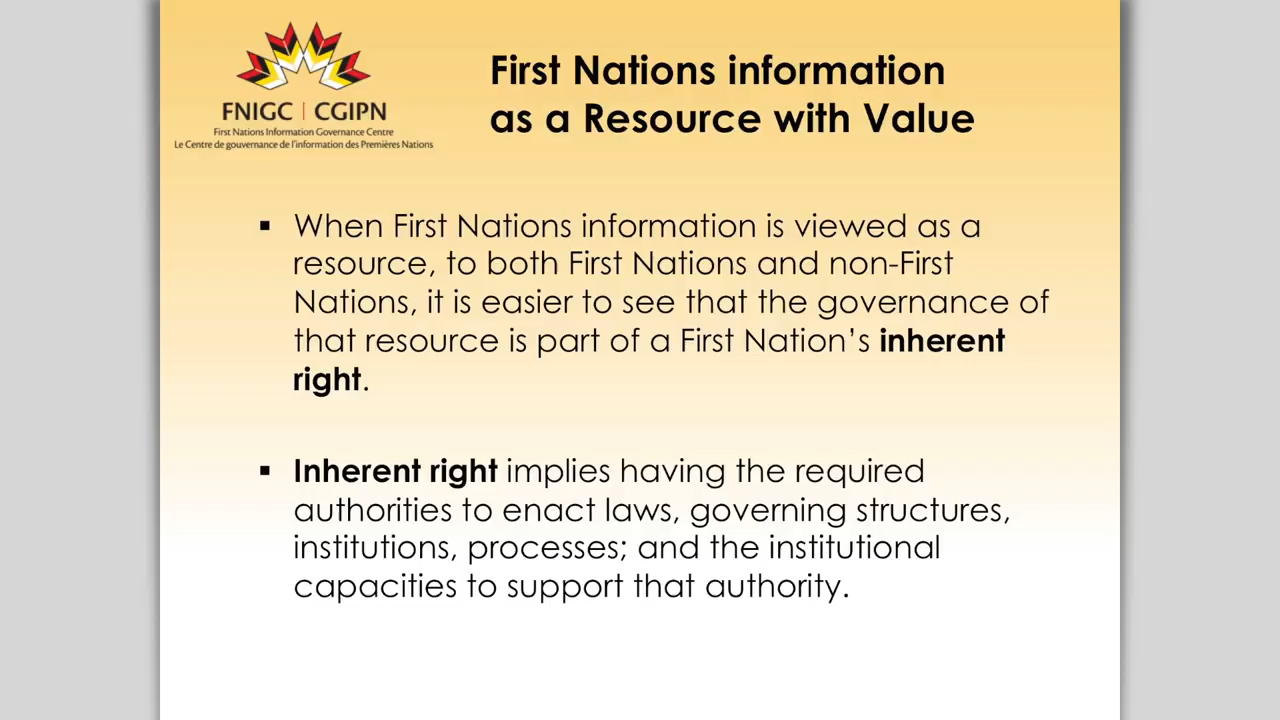 FNIGC | CGIPN
First Nations Information Governance Centre
Le Centre de gouvernance de l'information des Premières Nations
First Nations information
as a Resource with Value
▪ When First Nations information is viewed as a
resource, to both First Nations and non-First
Nations, it is easier to see that the governance of
that resource is part of a First Nation’s inherent
right.
▪ Inherent right implies having the required
authorities to enact laws, governing structures,
institutions, processes; and the institutional
capacities to support that authority.